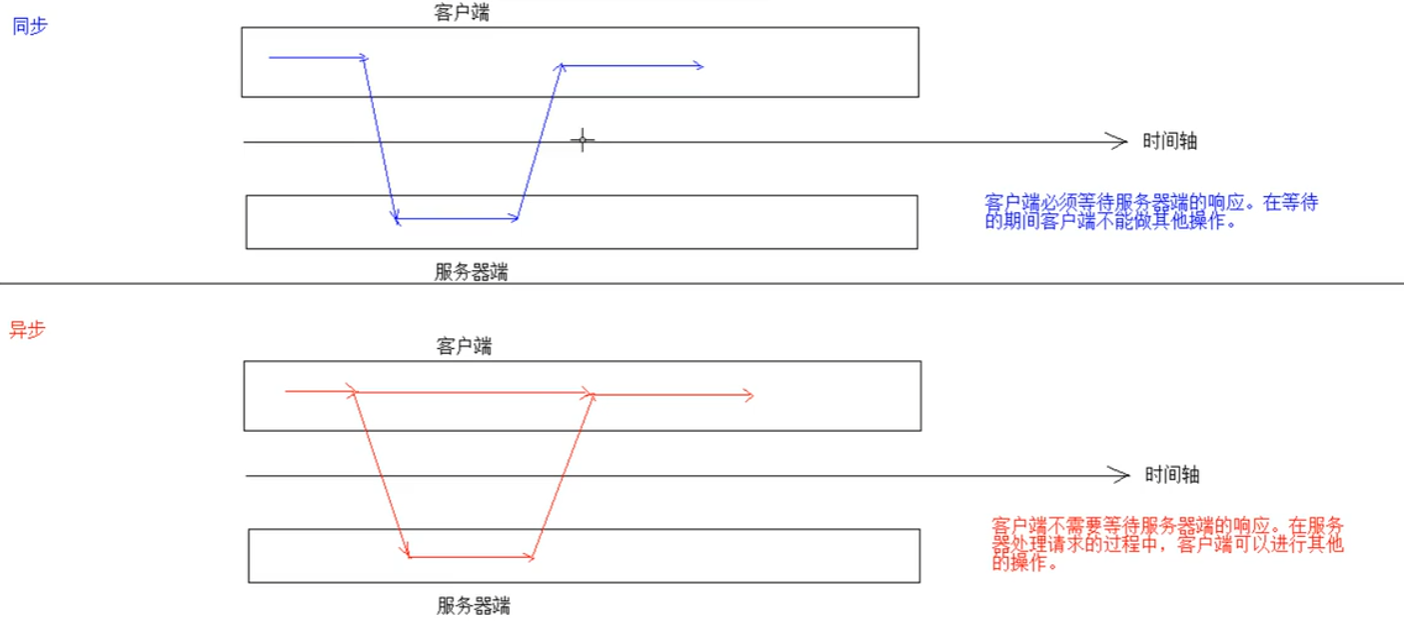 同步
客户端
时间轴
客户端必须等待服务器端的响应。在等待
的期间客户端不能做其他操作。
服务器端
异步
客户端
时间轴
客户端不需要等待服务器端的响应。在服务
器处理请求的过程中，客户端可以进行其他
的操作。
服务器端